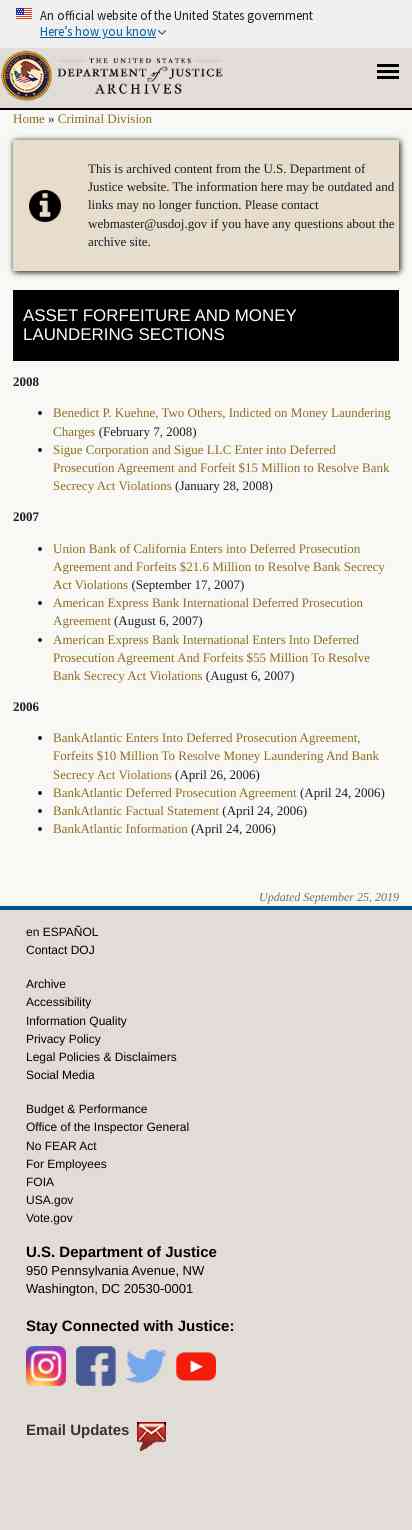 An official website of the United States government
Here's how you know
THE UNITED STATES
DEPARTMENT of JUSTICE
ARCHIVES
Home » Criminal Division
This is archived content from the U.S. Department of
Justice website. The information here may be outdated and
links may no longer function. Please contact
webmaster@usdoj.gov if you have any questions about the
archive site.
ASSET FORFEITURE AND MONEY
LAUNDERING SECTIONS
2008
• Benedict P. Kuehne, Two Others, Indicted on Money Laundering
Charges (February 7, 2008)
• Sigue Corporation and Sigue LLC Enter into Deferred
Prosecution Agreement and Forfeit $15 Million to Resolve Bank
Secrecy Act Violations (January 28, 2008)
2007
• Union Bank of California Enters into Deferred Prosecution
Agreement and Forfeits $21.6 Million to Resolve Bank Secrecy
Act Violations (September 17, 2007)
• American Express Bank International Deferred Prosecution
Agreement (August 6, 2007)
• American Express Bank International Enters Into Deferred
Prosecution Agreement And Forfeits $55 Million To Resolve
Bank Secrecy Act Violations (August 6, 2007)
2006
• BankAtlantic Enters Into Deferred Prosecution Agreement,
Forfeits $10 Million To Resolve Money Laundering And Bank
Secrecy Act Violations (April 26, 2006)
• BankAtlantic Deferred Prosecution Agreement (April 24, 2006)
• BankAtlantic Factual Statement (April 24, 2006)
• BankAtlantic Information (April 24, 2006)
Updated September 25, 2019
en ESPAÑOL
Contact DOJ
Archive
Accessibility
Information Quality
Privacy Policy
Legal Policies & Disclaimers
Social Media
Budget & Performance
Office of the Inspector General
No FEAR Act
For Employees
FOIA
USA.gov
Vote.gov
U.S. Department of Justice
950 Pennsylvania Avenue, NW
Washington, DC 20530-0001
Stay Connected with Justice:
Email Updates